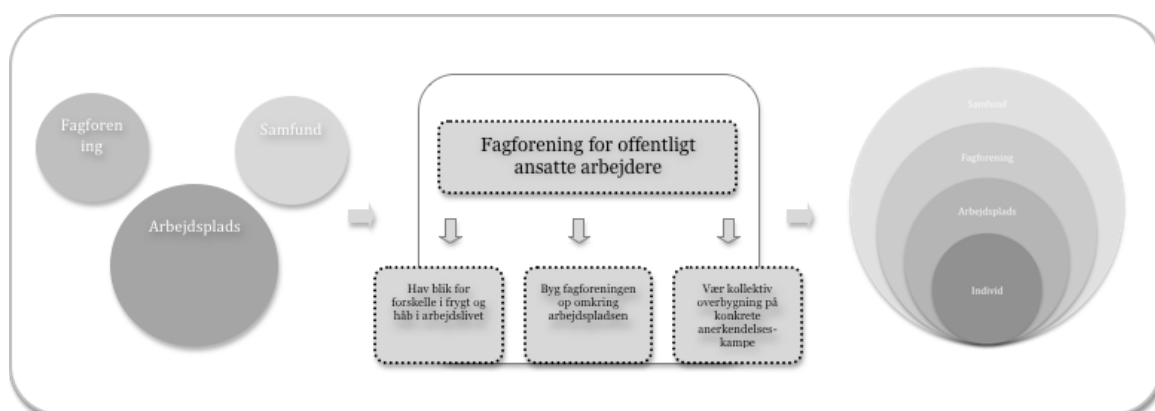 Fagforen
ing
Samfund
Arbejdsplads
Fagforening for offentligt
ansatte arbejdere
Hav blik for
forskelle i frygt og
håb i arbejdslivet
Byg fagforeningen
op omkring
arbejdspladsen
Vær kollektiv
overbygning på
konkrete
anerkendelses-
kampe
Samfund
Fagforening
Arbejdsplads
Individ